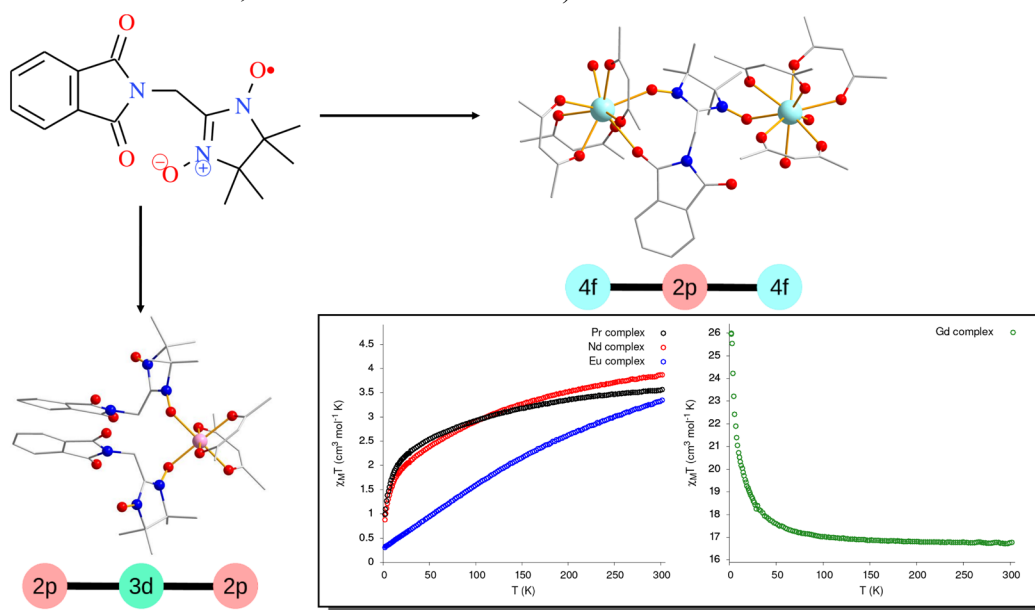 O
N
O
O•
N
N
⊖O
⊕
4f 2p 4f
2p 3d 2p
Pr complex
Nd complex
Eu complex
4.5
4
3.5
3
2.5
2
1.5
1
0.5
0
χMT (cm³ mol⁻¹ K)
0 50 100 150 200 250 300
T (K)
Gd complex
26
25
24
23
22
21
20
19
18
17
16
χMT (cm³ mol⁻¹ K)
0 50 100 150 200 250 300
T (K)